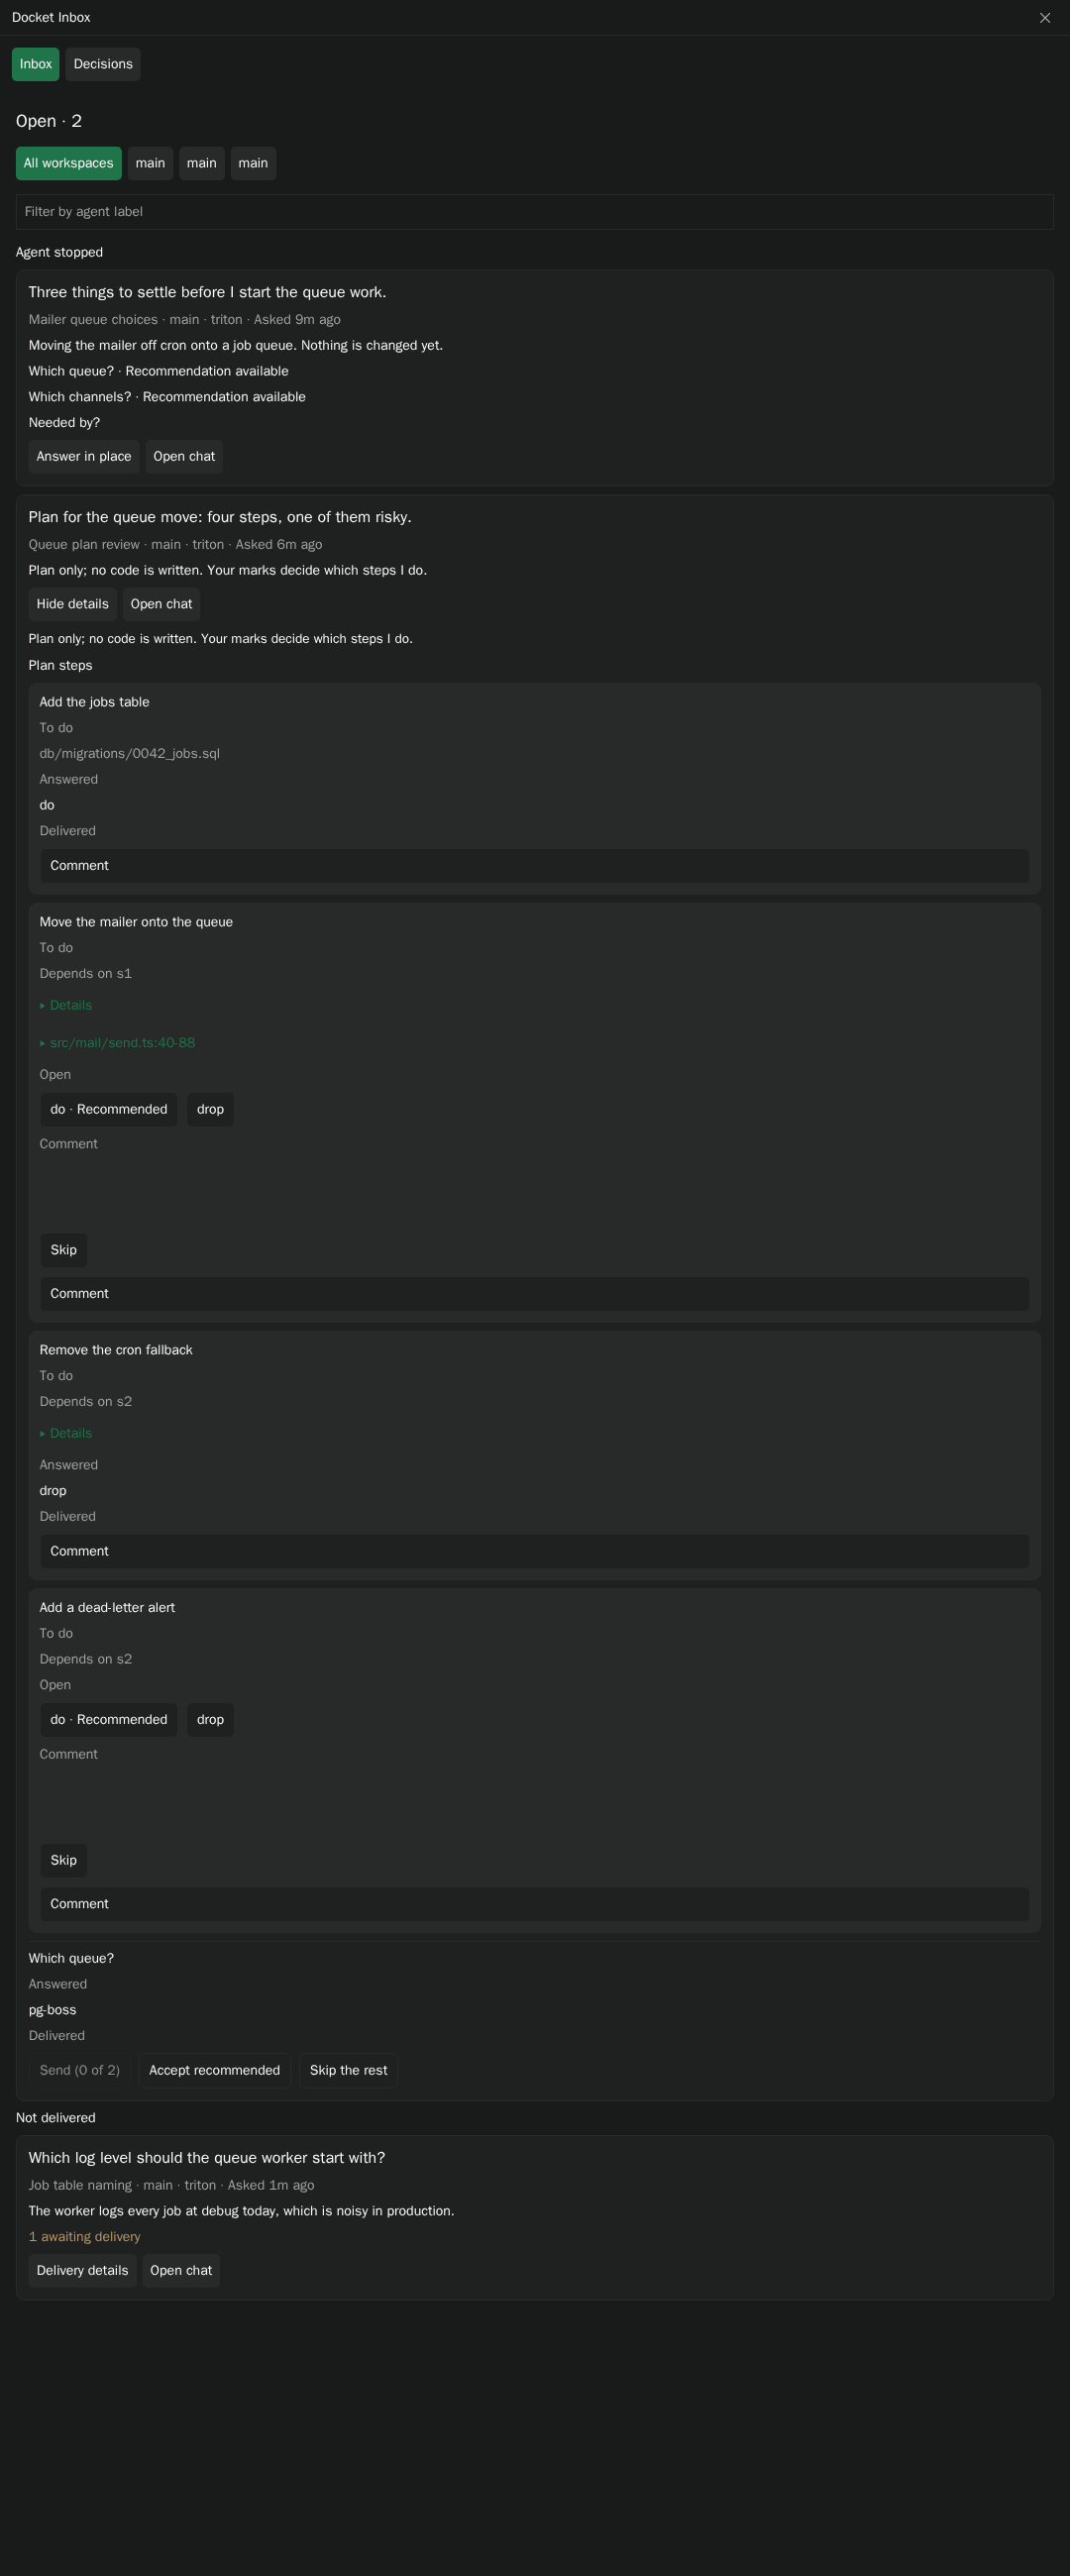 Docket Inbox
Inbox Decisions
Open · 2
All workspaces main main main
Filter by agent label
Agent stopped
Three things to settle before I start the queue work.
Mailer queue choices · main · triton · Asked 9m ago
Moving the mailer off cron onto a job queue. Nothing is changed yet.
Which queue? · Recommendation available
Which channels? · Recommendation available
Needed by?
Answer in place Open chat
Plan for the queue move: four steps, one of them risky.
Queue plan review · main · triton · Asked 6m ago
Plan only; no code is written. Your marks decide which steps I do.
Hide details Open chat
Plan only; no code is written. Your marks decide which steps I do.
Plan steps
Add the jobs table
To do
db/migrations/0042_jobs.sql
Answered
do
Delivered
Comment
Move the mailer onto the queue
To do
Depends on s1
▸ Details
▸ src/mail/send.ts:40-88
Open
do · Recommended drop
Comment
Skip
Comment
Remove the cron fallback
To do
Depends on s2
▸ Details
Answered
drop
Delivered
Comment
Add a dead-letter alert
To do
Depends on s2
Open
do · Recommended drop
Comment
Skip
Comment
Which queue?
Answered
pg-boss
Delivered
Send (0 of 2) Accept recommended Skip the rest
Not delivered
Which log level should the queue worker start with?
Job table naming · main · triton · Asked 1m ago
The worker logs every job at debug today, which is noisy in production.
1 awaiting delivery
Delivery details Open chat